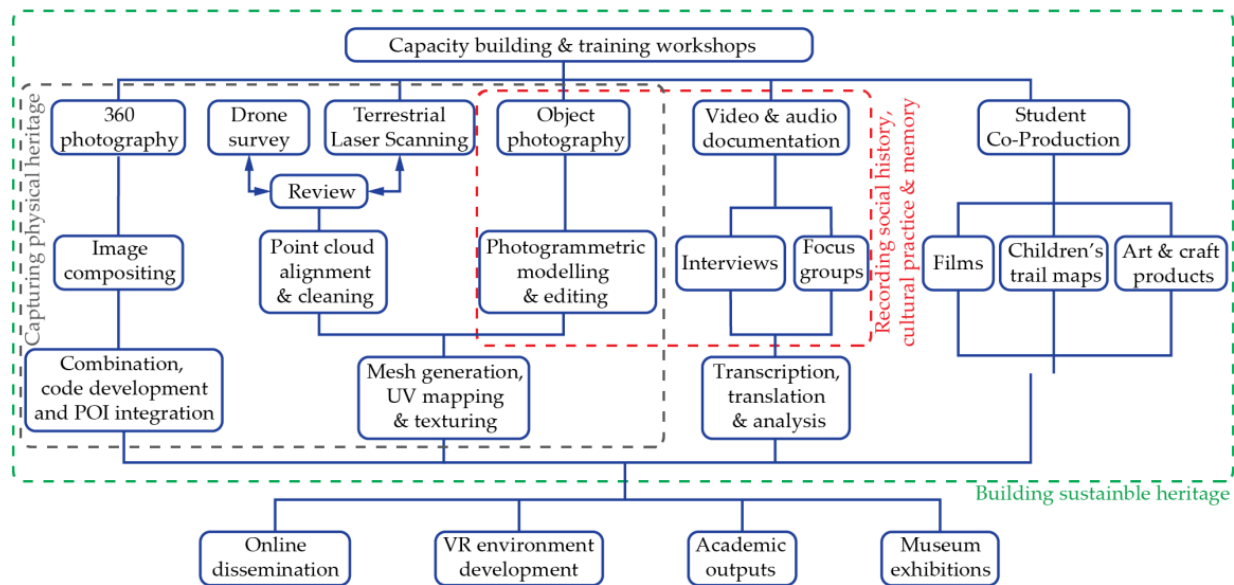 Capacity building & training workshops
Capturing physical heritage
360
photography
Drone
survey
Terrestrial
Laser Scanning
Object
photography
Video & audio
documentation
Recording social history,
cultural practice & memory
Student
Co-Production
Review
Image
compositing
Point cloud
alignment
& cleaning
Photogrammetric
modelling
& editing
Interviews
Focus
groups
Films
Children's
trail maps
Art & craft
products
Combination,
code development
and POI integration
Mesh generation,
UV mapping
& texturing
Transcription,
translation
& analysis
Building sustainble heritage
Online
dissemination
VR environment
development
Academic
outputs
Museum
exhibitions